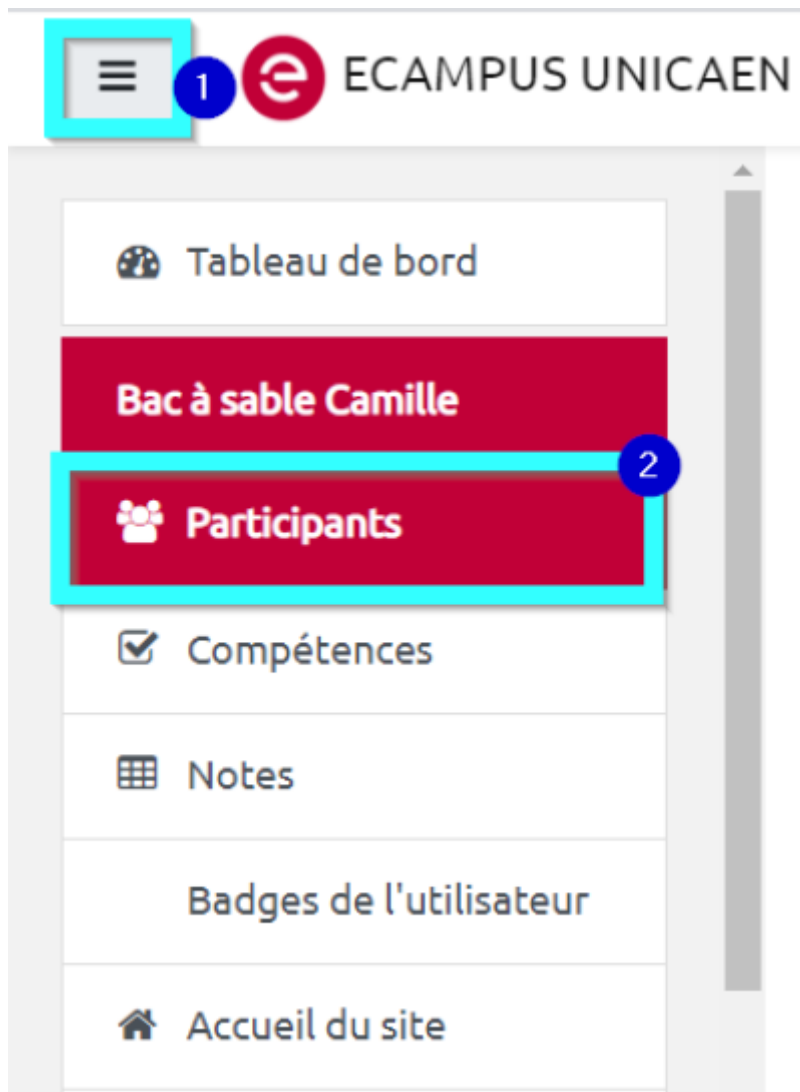 1 ECAMPUS UNICAEN
Tableau de bord
Bac à sable Camille
2
Participants
Compétences
Notes
Badges de l'utilisateur
Accueil du site